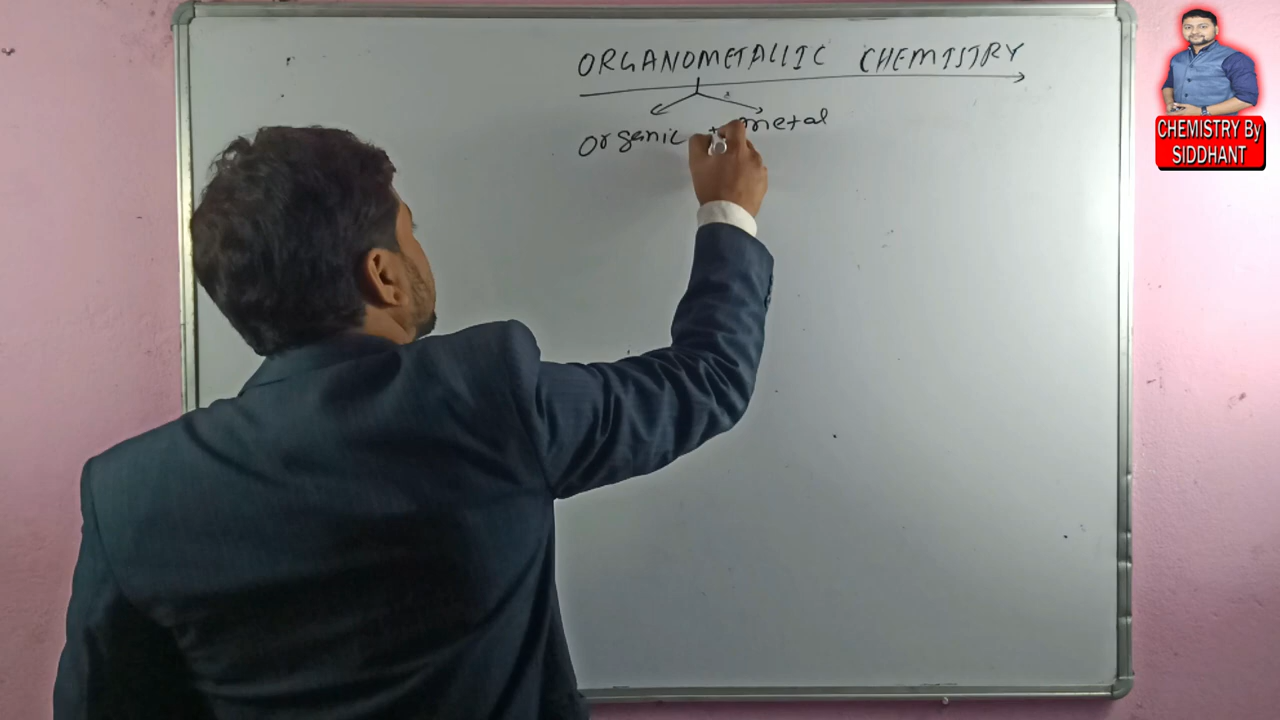 ORGANOMETALLIC CHEMISTRY
Organic + metal
CHEMISTRY By
SIDDHANT